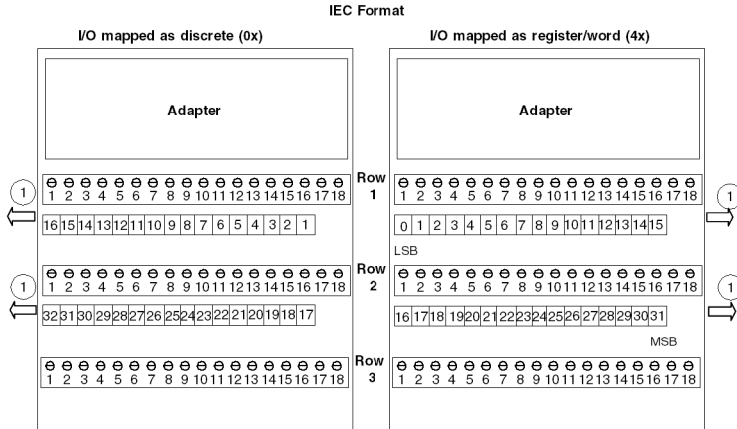 IEC Format
I/O mapped as discrete (0x)
I/O mapped as register/word (4x)
Adapter
Adapter
1
1 2 3 4 5 6 7 8 9 10 11 12 13 14 15 16 17 18
Row 1
1 2 3 4 5 6 7 8 9 10 11 12 13 14 15 16 17 18
1
16 15 14 13 12 11 10 9 8 7 6 5 4 3 2 1
0 1 2 3 4 5 6 7 8 9 10 11 12 13 14 15
LSB
1
1 2 3 4 5 6 7 8 9 10 11 12 13 14 15 16 17 18
Row 2
1 2 3 4 5 6 7 8 9 10 11 12 13 14 15 16 17 18
1
32 31 30 29 28 27 26 25 24 23 22 21 20 19 18 17
16 17 18 19 20 21 22 23 24 25 26 27 28 29 30 31
MSB
1 2 3 4 5 6 7 8 9 10 11 12 13 14 15 16 17 18
Row 3
1 2 3 4 5 6 7 8 9 10 11 12 13 14 15 16 17 18